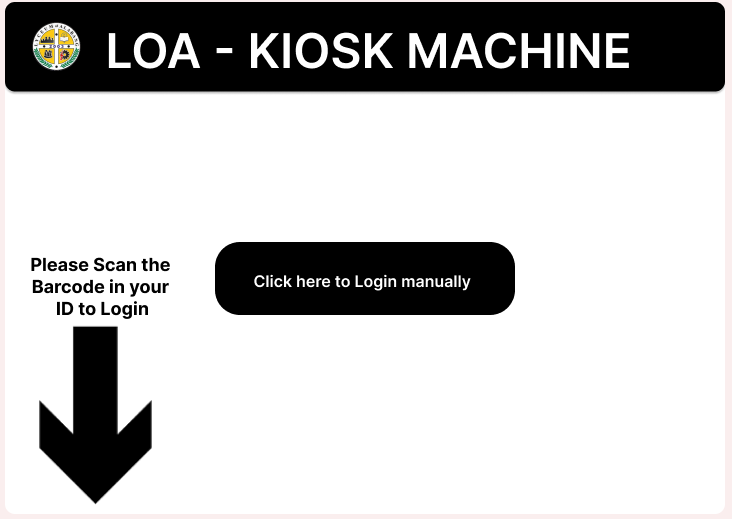 LOA - KIOSK MACHINE
Please Scan the
Barcode in your
ID to Login
Click here to Login manually